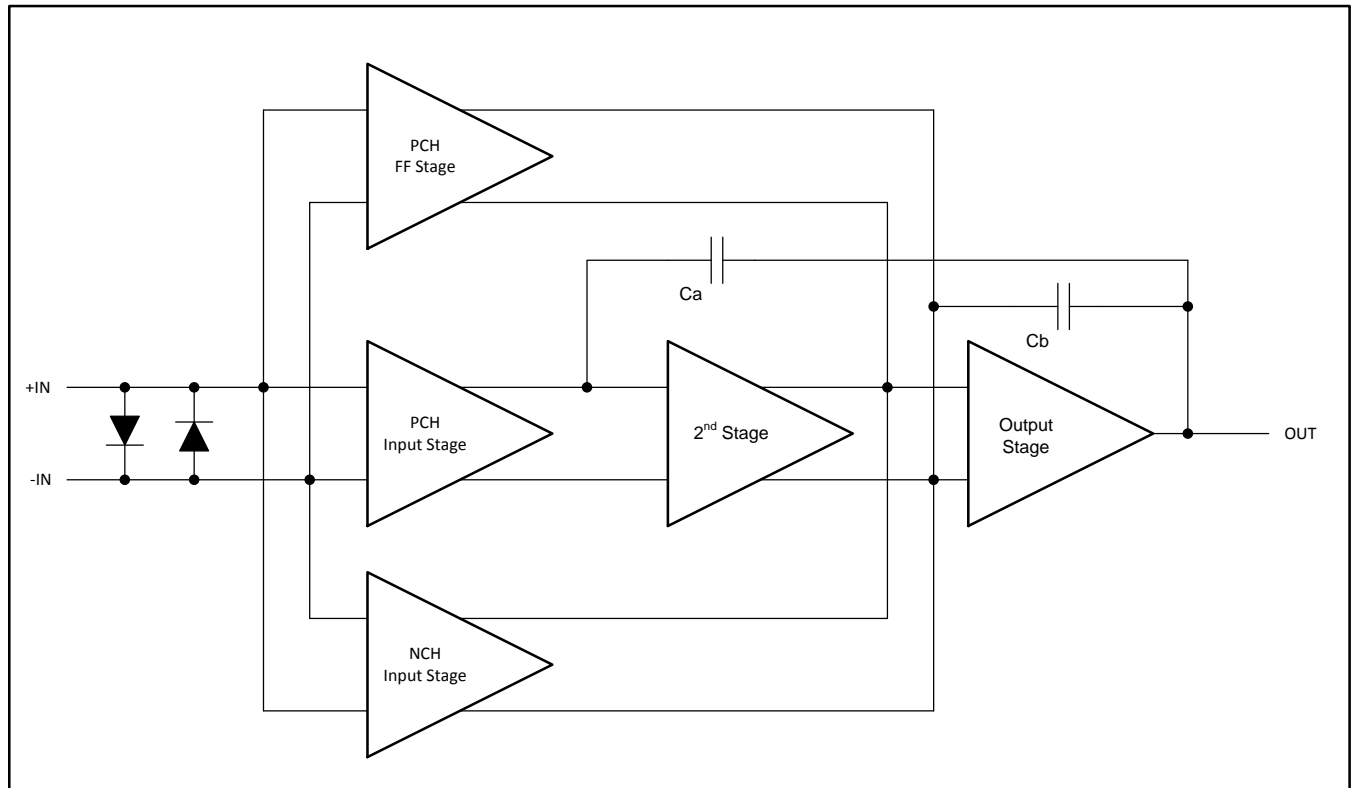 PCH
FF Stage
Ca
Cb
+IN
PCH
Input Stage
2nd Stage
Output
Stage
OUT
-IN
NCH
Input Stage